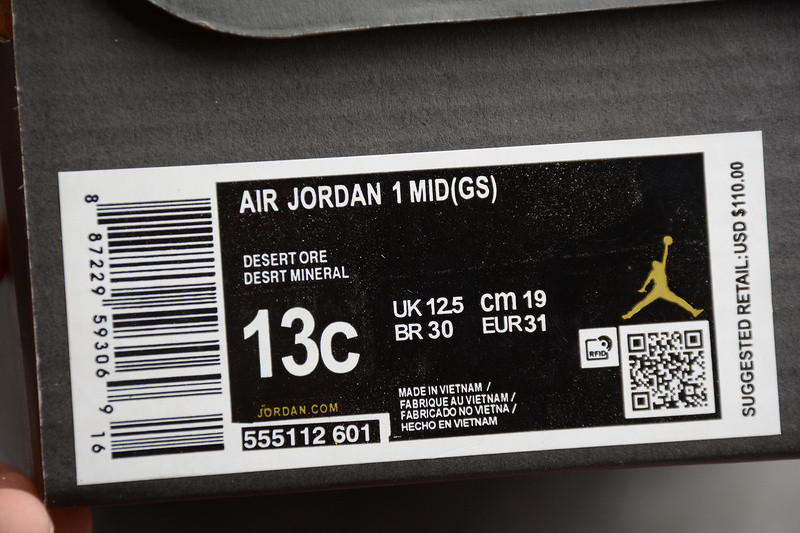 AIR JORDAN 1 MID(GS)
DESERT ORE
DESRT MINERAL
13C
UK 12.5 cm 19
BR 30 EUR 31
JORDAN.COM
555112 601
MADE IN VIETNAM /
FABRIQUE AU VIETNAM /
FABRICADO NO VIETNA /
HECHO EN VIETNAM
RFID
8 87229 59306 9 16
SUGGESTED RETAIL: USD $110.00